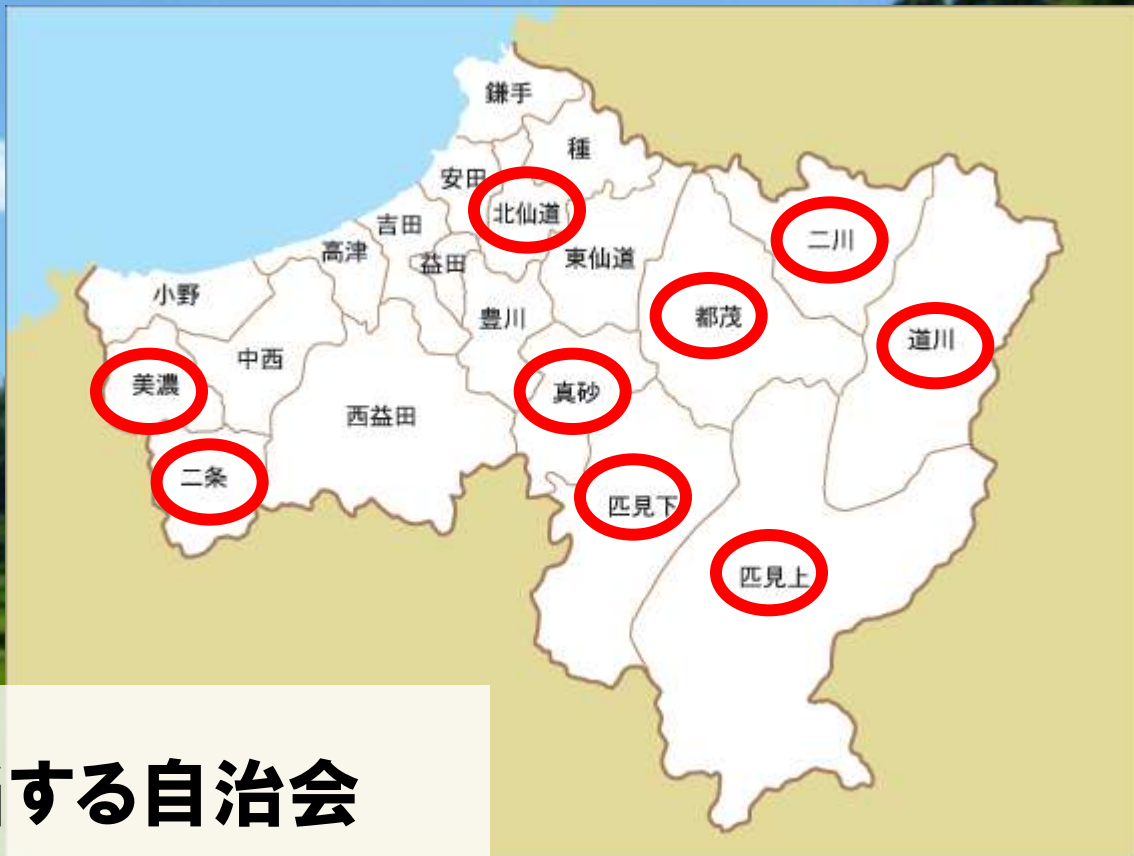 鎌手
種
安田
北仙道
吉田
高津
益田
東仙道
二川
小野
豊川
都茂
道川
中西
美濃
真砂
西益田
二条
匹見下
匹見上
する自治会